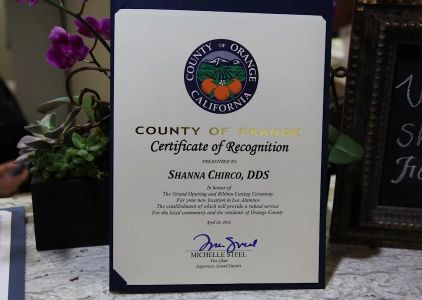 COUNTY OF ORANGE
CALIFORNIA
COUNTY OF ORANGE
Certificate of Recognition
PRESENTED TO:
SHANNA CHIRCO, DDS
In honor of
The Grand Opening and Ribbon Cutting Ceremony
For your new location in Los Alamitos
The establishment of which will provide a valued service
For the local community and the residents of Orange County
MICHELLE STEEL
Vice Chair
Supervisor, Second District